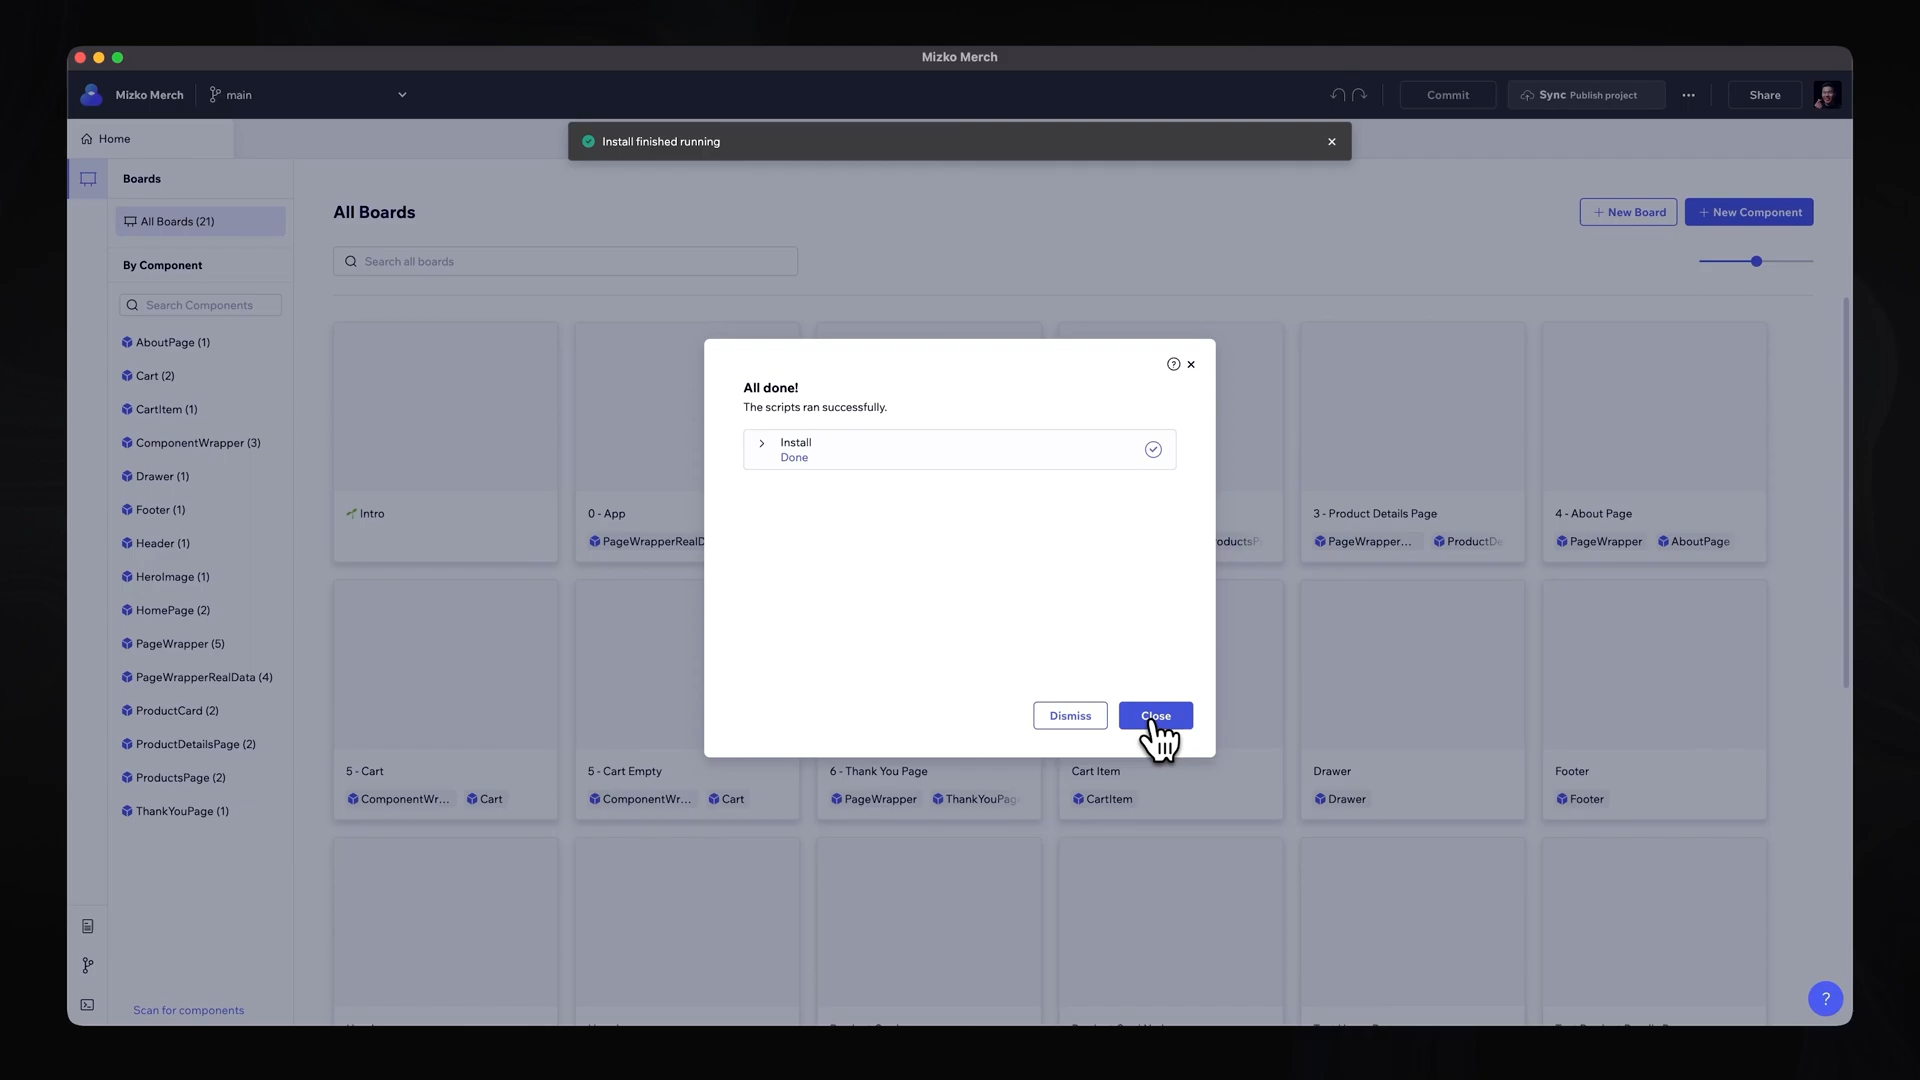 Mizko Merch
Mizko Merch
main
Commit
Sync Publish project
Share
Home
Install finished running
Boards
All Boards (21)
By Component
Search Components
AboutPage (1)
Cart (2)
CartItem (1)
ComponentWrapper (3)
Drawer (1)
Footer (1)
Header (1)
HeroImage (1)
HomePage (2)
PageWrapper (5)
PageWrapperRealData (4)
ProductCard (2)
ProductDetailsPage (2)
ProductsPage (2)
ThankYouPage (1)
Scan for components
All Boards
+ New Board
+ New Component
Search all boards
All done!
The scripts ran successfully.
Install
Done
Dismiss
Close
Intro
0 - App
PageWrapperRealD
3 - Product Details Page
PageWrapper...
ProductDe
4 - About Page
PageWrapper
AboutPage
5 - Cart
ComponentWr...
Cart
5 - Cart Empty
ComponentWr...
Cart
6 - Thank You Page
PageWrapper
ThankYouPag
Cart Item
CartItem
Drawer
Drawer
Footer
Footer
?